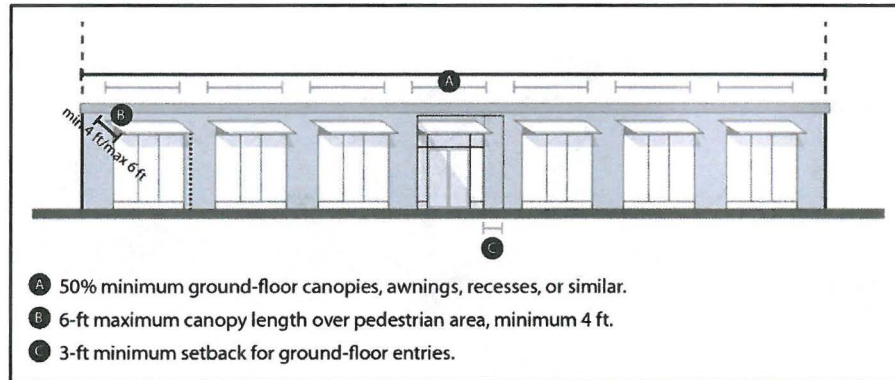 A
B
min. 4 ft/max 6 ft
C
A 50% minimum ground-floor canopies, awnings, recesses, or similar.
B 6-ft maximum canopy length over pedestrian area, minimum 4 ft.
C 3-ft minimum setback for ground-floor entries.